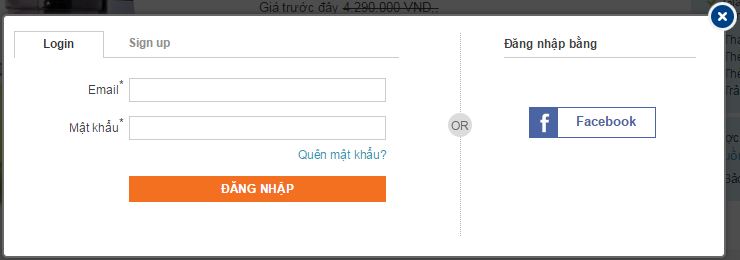 Giá trước đây 4.290.000 VND..
Login
Sign up
Email*
Mật khẩu*
Quên mật khẩu?
ĐĂNG NHẬP
OR
Đăng nhập bằng
f Facebook